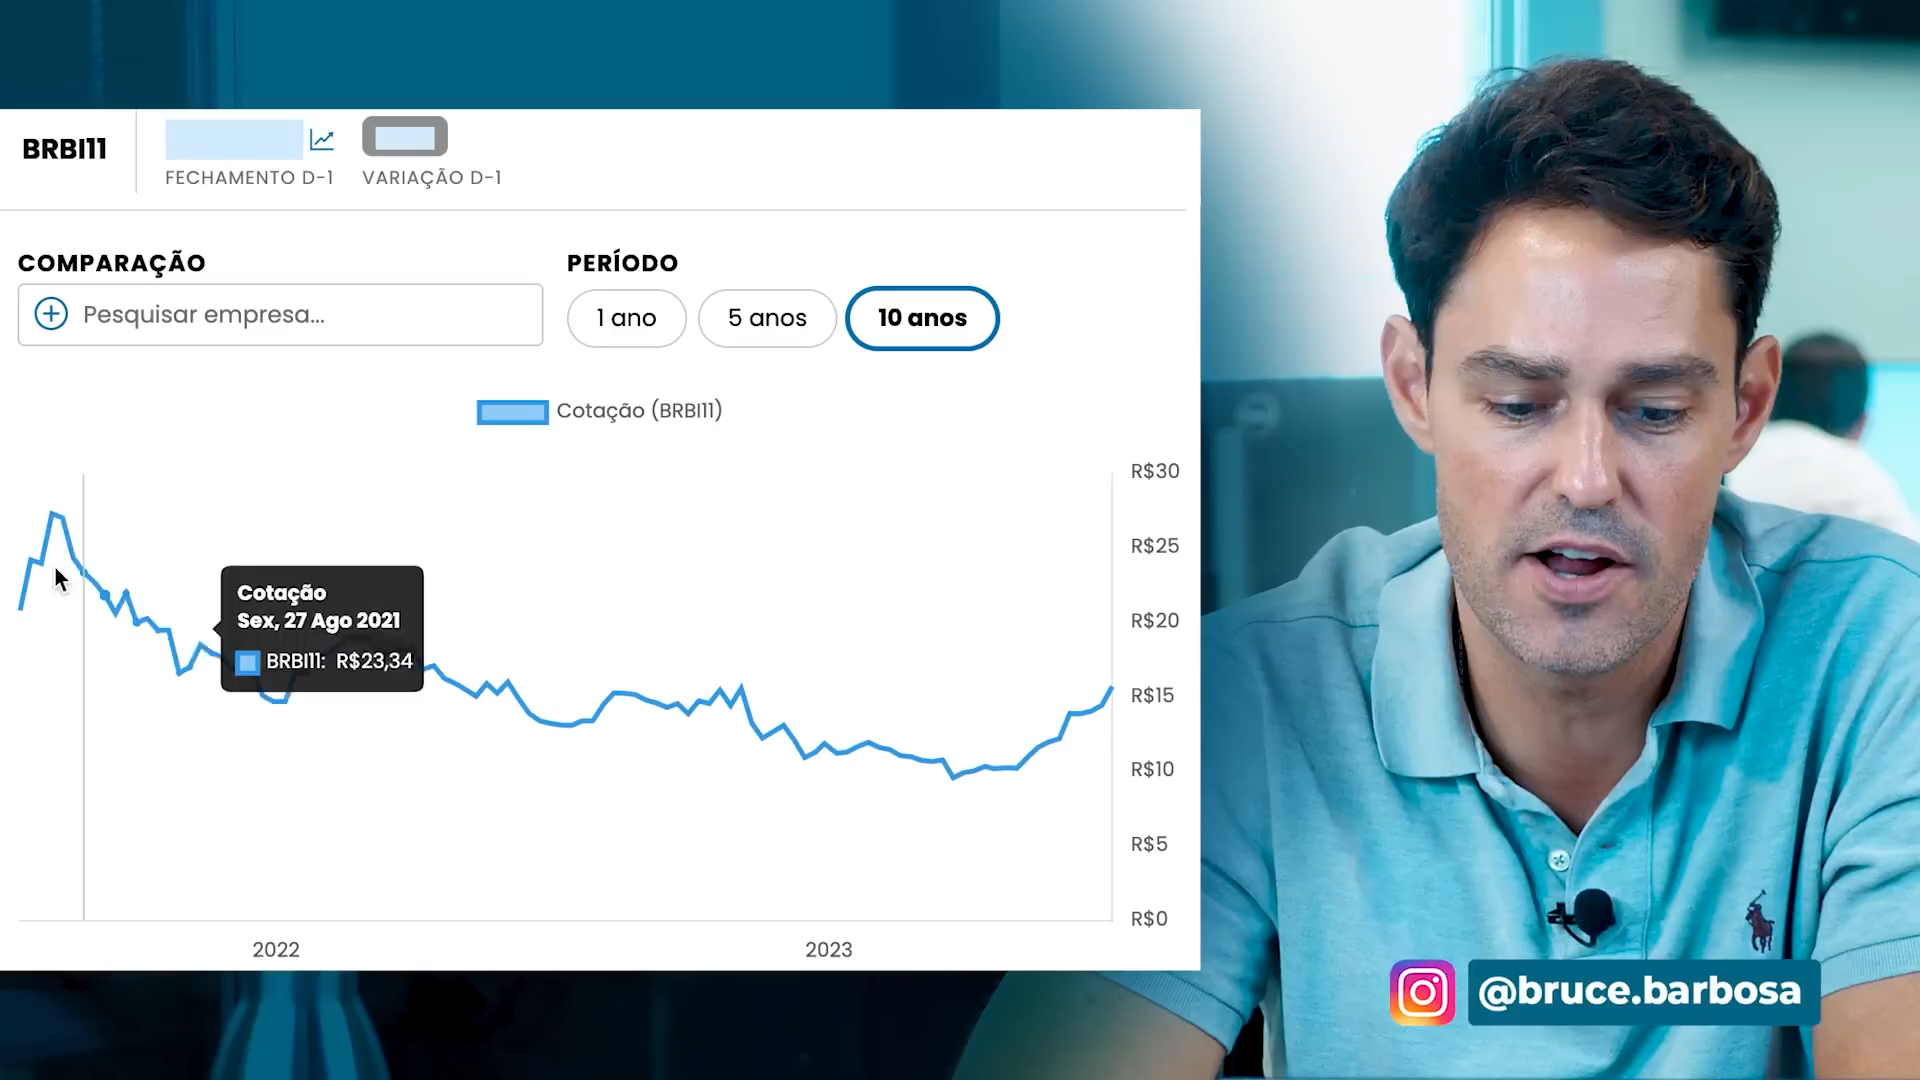 BRBI11
FECHAMENTO D-1
VARIAÇÃO D-1
COMPARAÇÃO
PERÍODO
Pesquisar empresa...
1 ano
5 anos
10 anos
Cotação (BRBI11)
R$30
R$25
R$20
R$15
R$10
R$5
R$0
Cotação
Sex, 27 Ago 2021
BRBI11: R$23,34
2022
2023
@bruce.barbosa